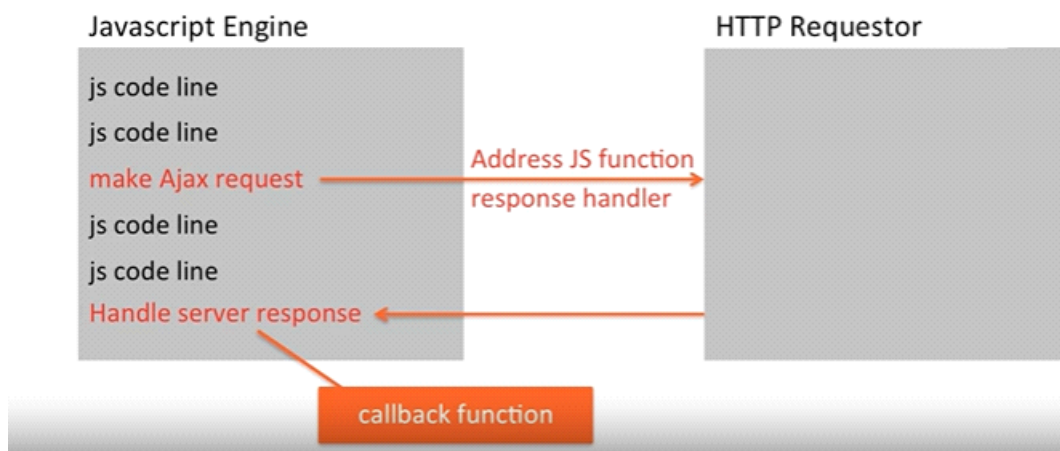 Javascript Engine
HTTP Requestor
js code line
js code line
make Ajax request
Address JS function
response handler
js code line
js code line
Handle server response
callback function